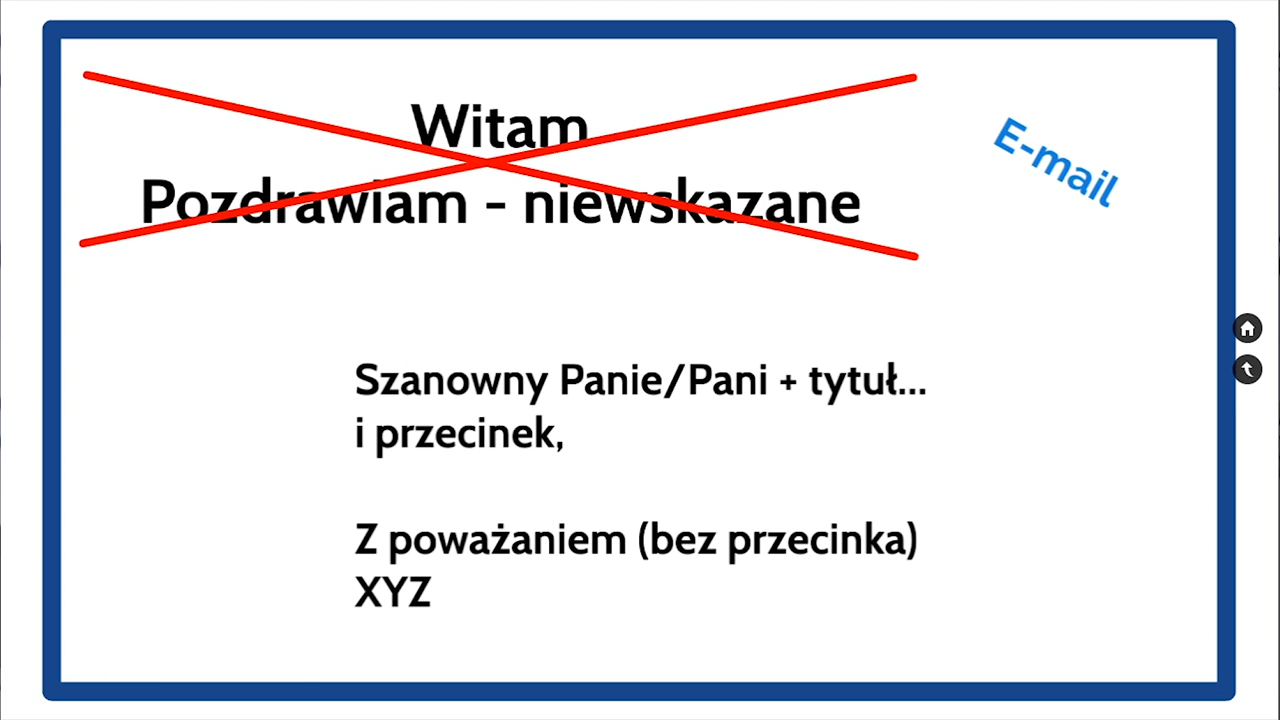 Witam
Pozdrawiam - niewskazane
E-mail
Szanowny Panie/Pani + tytuł...
i przecinek,
Z poważaniem (bez przecinka)
XYZ